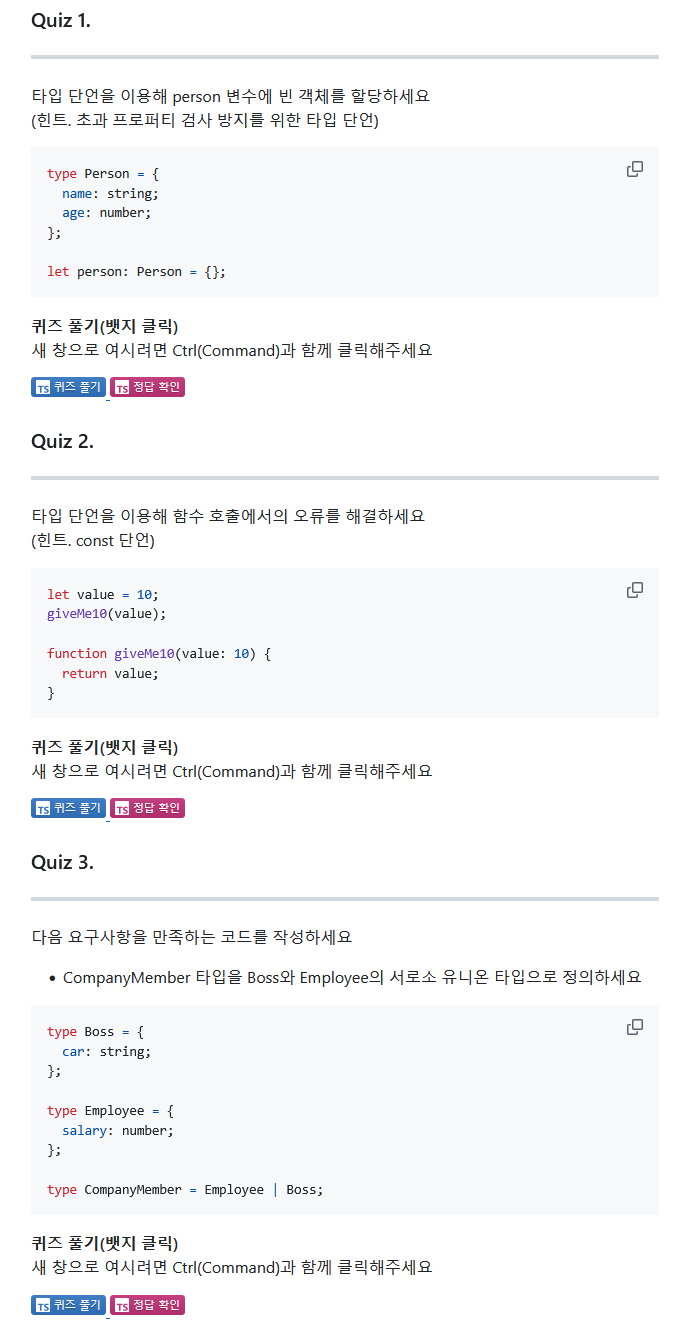 Quiz 1.
타입 단언을 이용해 person 변수에 빈 객체를 할당하세요
(힌트. 초과 프로퍼티 검사 방지를 위한 타입 단언)
type Person = {
  name: string;
  age: number;
};
let person: Person = {};
퀴즈 풀기(뱃지 클릭)
새 창으로 여시려면 Ctrl(Command)과 함께 클릭해주세요
TS 퀴즈 풀기 TS 정답 확인
Quiz 2.
타입 단언을 이용해 함수 호출에서의 오류를 해결하세요
(힌트. const 단언)
let value = 10;
giveMe10(value);
function giveMe10(value: 10) {
  return value;
}
퀴즈 풀기(뱃지 클릭)
새 창으로 여시려면 Ctrl(Command)과 함께 클릭해주세요
TS 퀴즈 풀기 TS 정답 확인
Quiz 3.
다음 요구사항을 만족하는 코드를 작성하세요
• CompanyMember 타입을 Boss와 Employee의 서로소 유니온 타입으로 정의하세요
type Boss = {
  car: string;
};
type Employee = {
  salary: number;
};
type CompanyMember = Employee | Boss;
퀴즈 풀기(뱃지 클릭)
새 창으로 여시려면 Ctrl(Command)과 함께 클릭해주세요
TS 퀴즈 풀기 TS 정답 확인